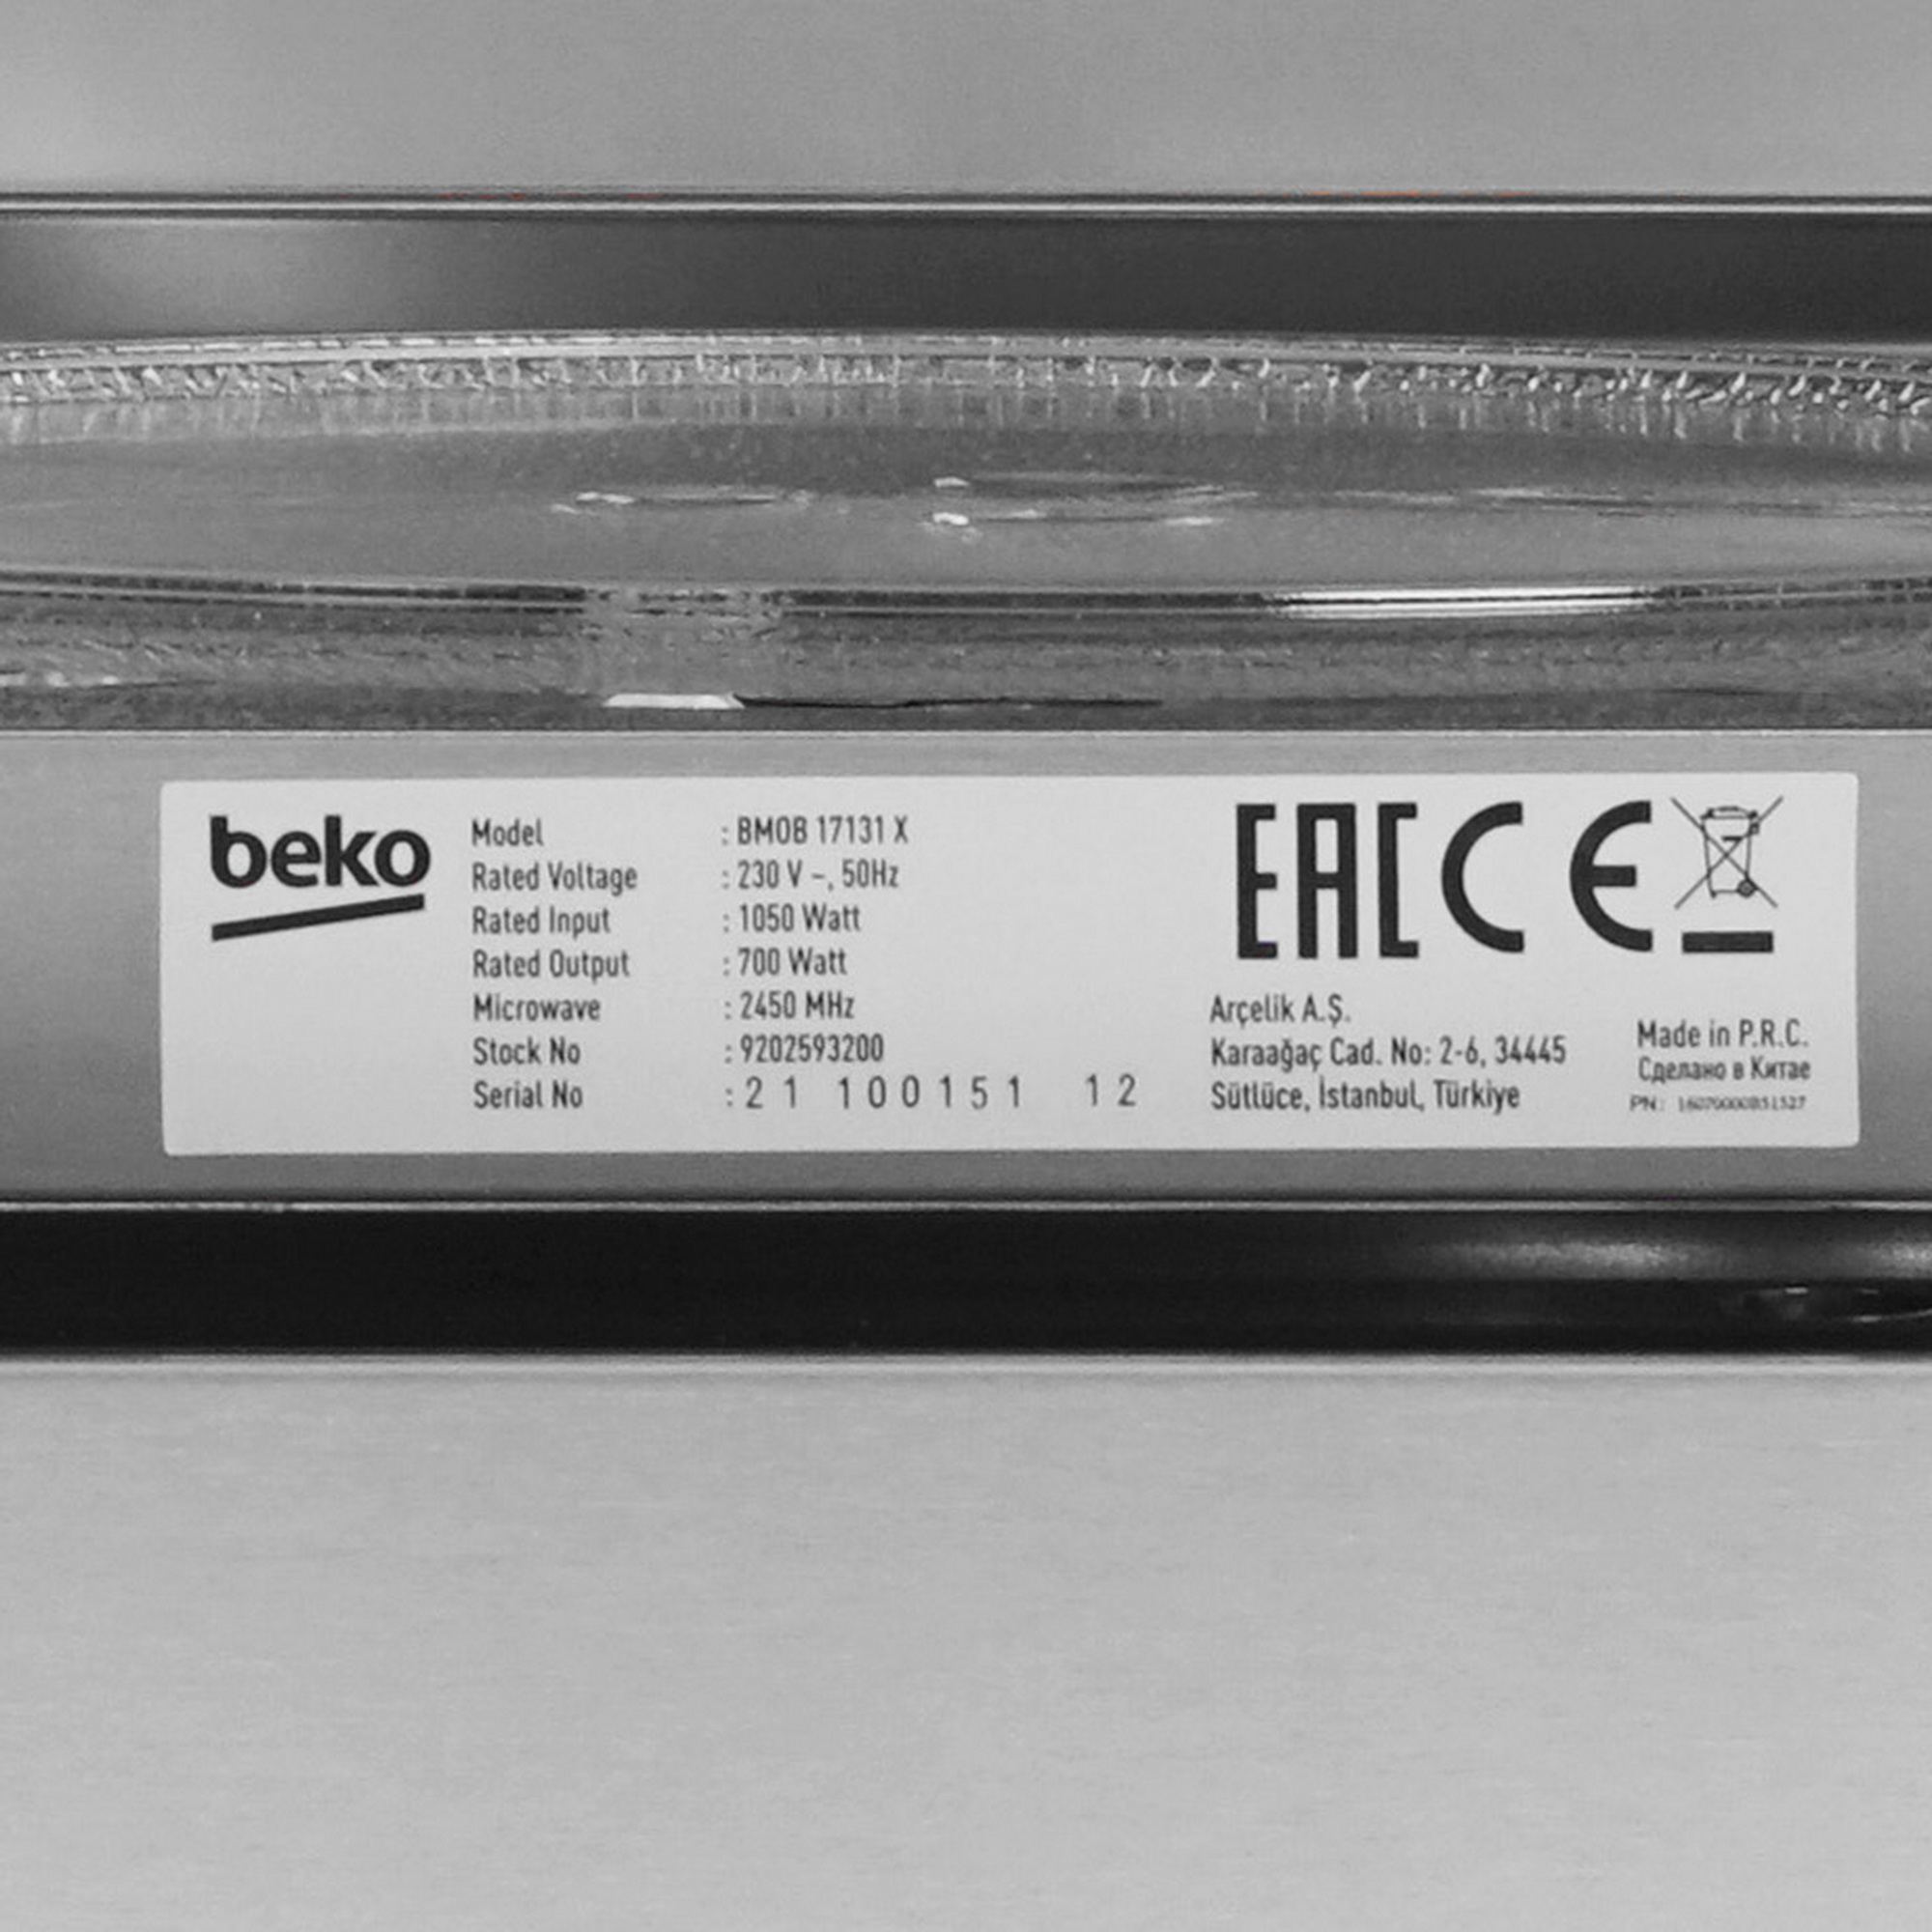 beko
Model : BMOB 17131 X
Rated Voltage : 230 V ~, 50Hz
Rated Input : 1050 Watt
Rated Output : 700 Watt
Microwave : 2450 MHz
Stock No : 9202593200
Serial No : 21 100151 12
EAC CE
Arçelik A.Ş.
Karaağaç Cad. No: 2-6, 34445
Sütlüce, İstanbul, Türkiye
Made in P.R.C.
Сделано в Китае
PN: